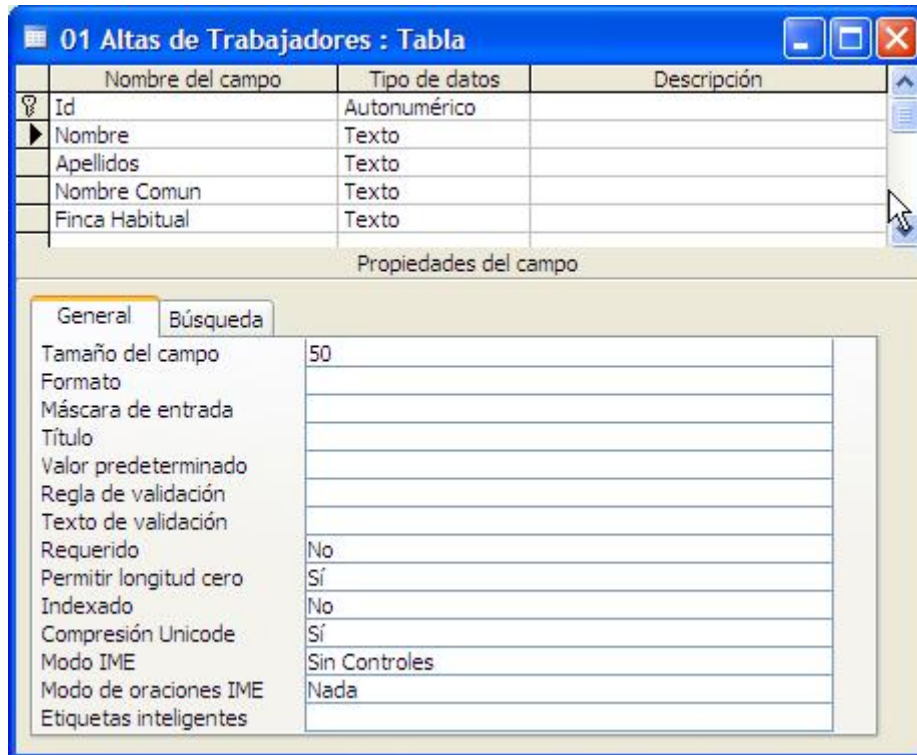 01 Altas de Trabajadores : Tabla
Nombre del campo Tipo de datos Descripción
Id Autonumérico
Nombre Texto
Apellidos Texto
Nombre Comun Texto
Finca Habitual Texto
Propiedades del campo
General Búsqueda
Tamaño del campo 50
Formato
Máscara de entrada
Título
Valor predeterminado
Regla de validación
Texto de validación
Requerido No
Permitir longitud cero Sí
Indexado No
Compresión Unicode Sí
Modo IME Sin Controles
Modo de oraciones IME Nada
Etiquetas inteligentes